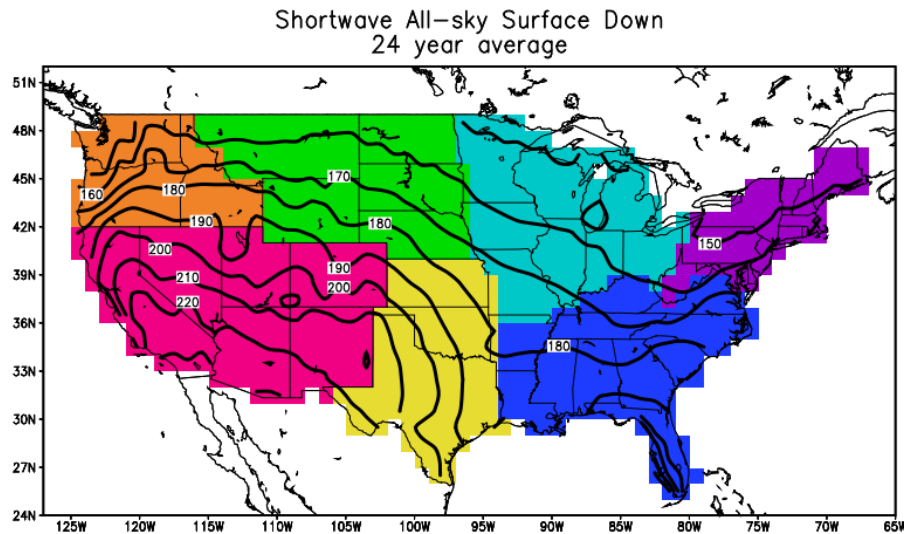 Shortwave All-sky Surface Down
24 year average
51N
48N
45N
42N
39N
36N
33N
30N
27N
24N
160
180
190
200
210
220
170
180
190
200
180
150
125W 120W 115W 110W 105W 100W 95W 90W 85W 80W 75W 70W 65W